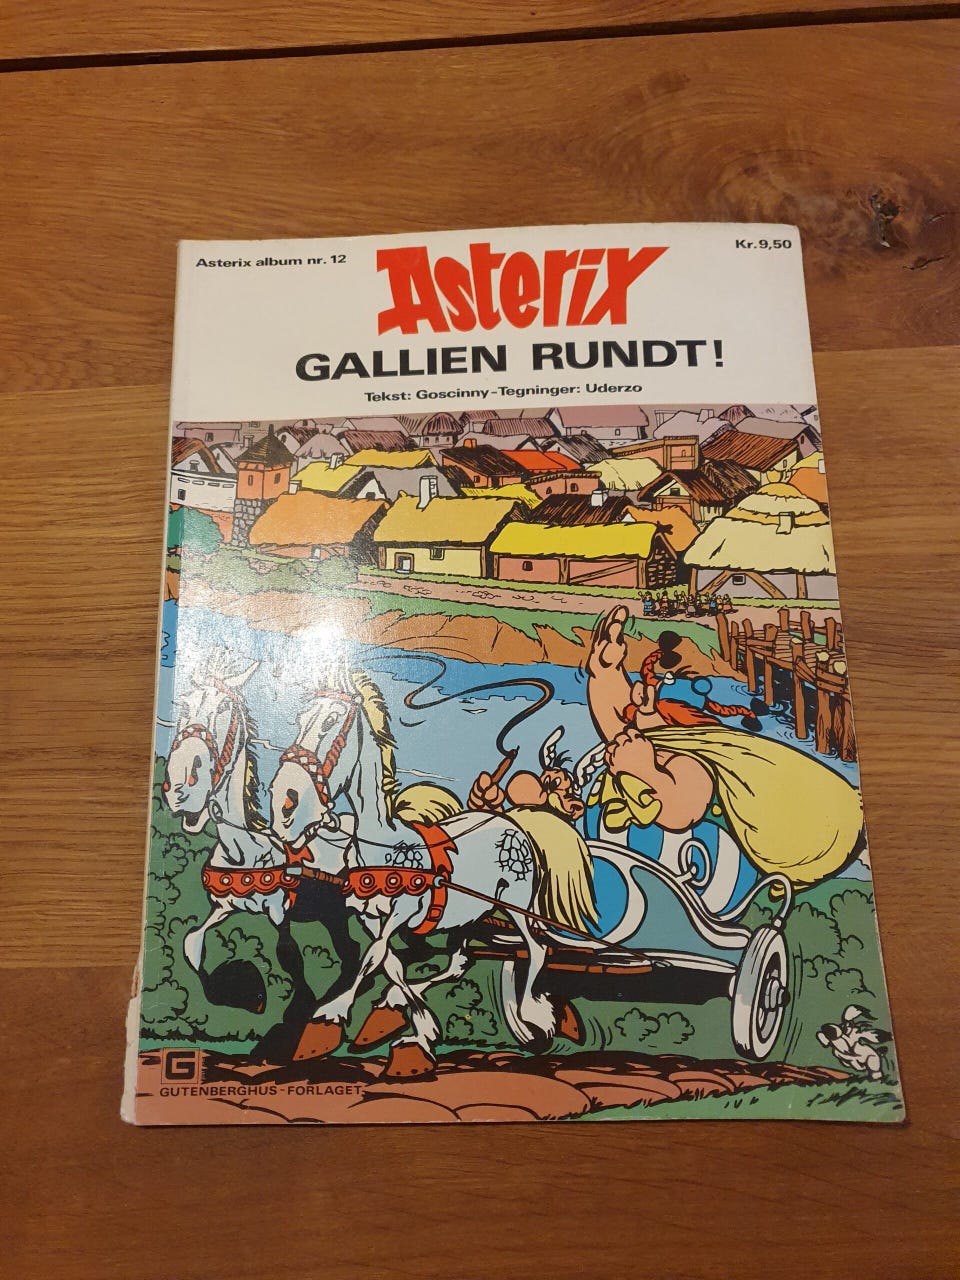 Asterix album nr. 12
Kr.9,50
Asterix
GALLIEN RUNDT!
Tekst: Goscinny-Tegninger: Uderzo
G
GUTENBERGHUS-FORLAGET